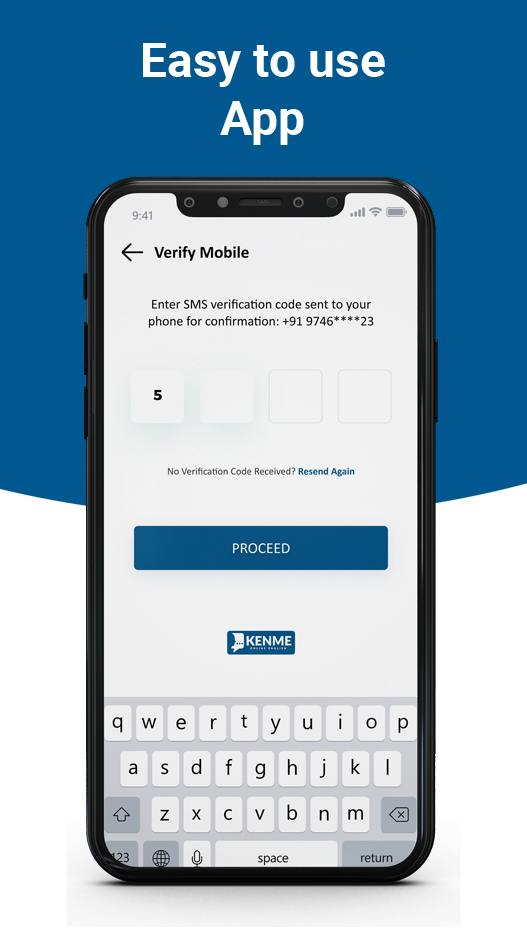 Easy to use
App
9:41
Verify Mobile
Enter SMS verification code sent to your
phone for confirmation: +91 9746****23
5
No Verification Code Received? Resend Again
PROCEED
KENME
ONLINE ENGLISH
q w e r t y u i o p
a s d f g h j k l
z x c v b n m
123 space return